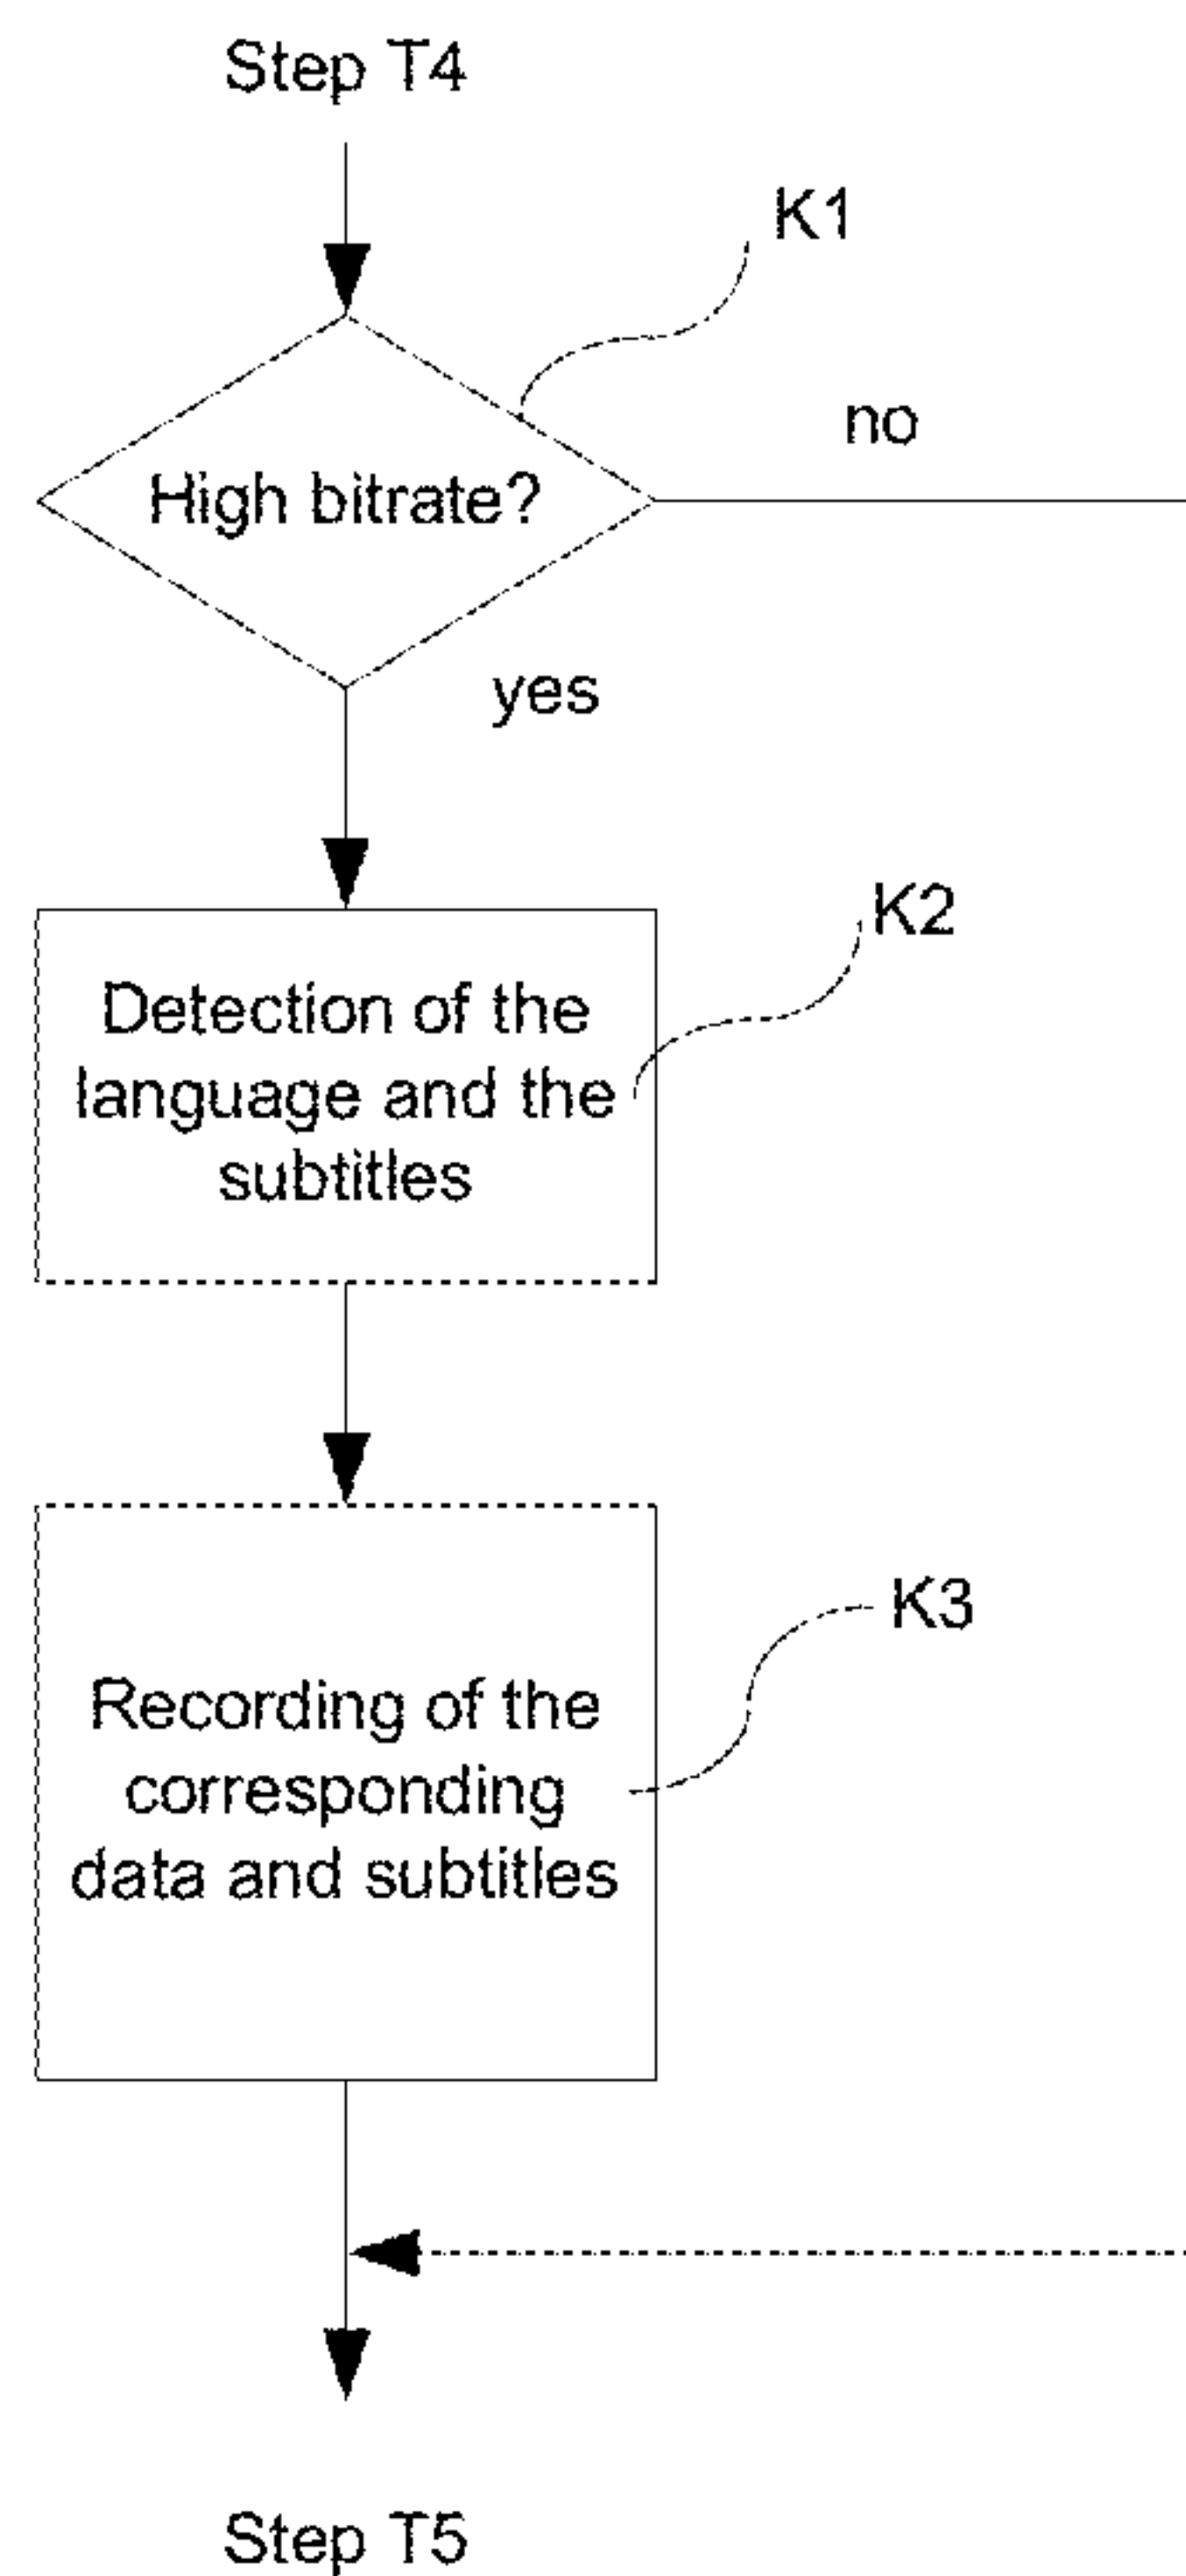 Step T4
K1
no
High bitrate?
yes
K2
Detection of the
language and the
subtitles
K3
Recording of the
corresponding
data and subtitles
Step T5